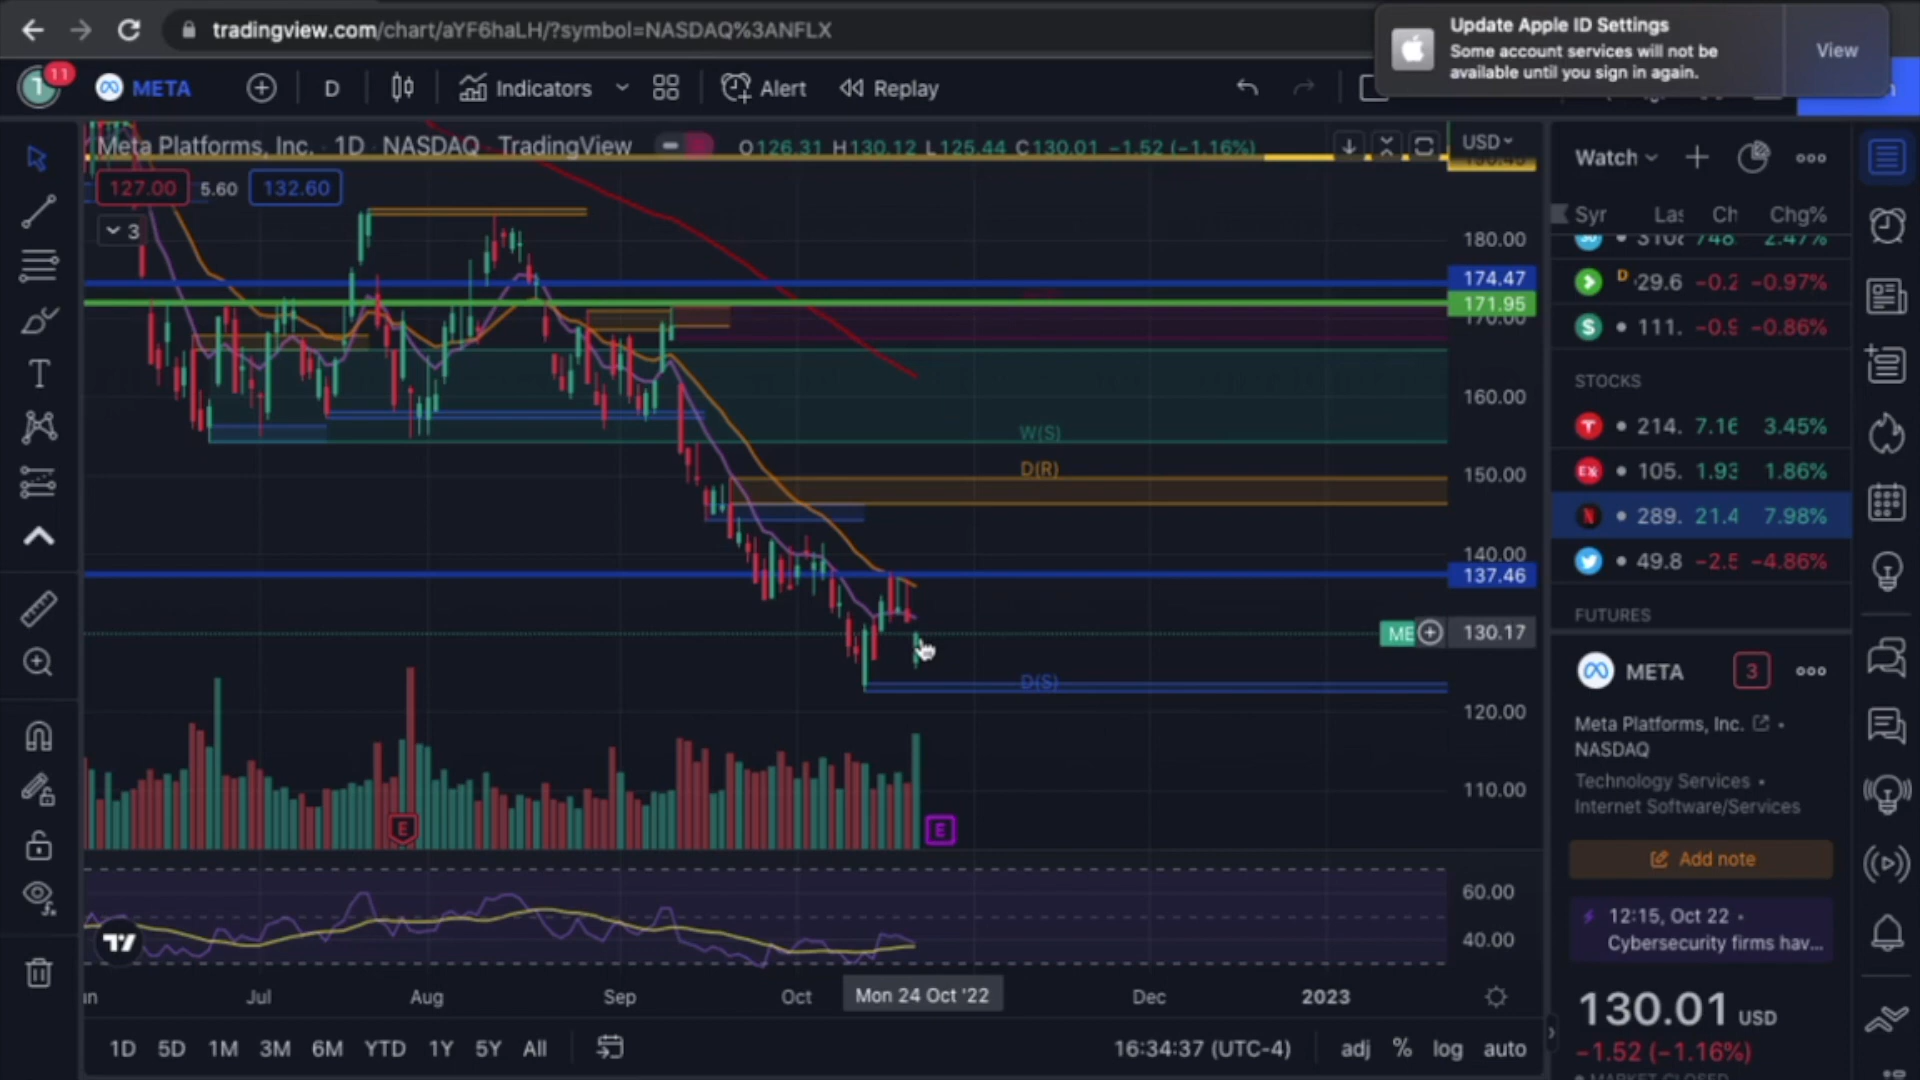 tradingview.com/chart/aYF6haLH/?symbol=NASDAQ%3ANFLX
Update Apple ID Settings
Some account services will not be
available until you sign in again.
View
11
META
D
Indicators
Alert
Replay
Meta Platforms, Inc. · 1D · NASDAQ · TradingView
O126.31 H130.12 L125.44 C130.01 −1.52 (−1.16%)
USD
127.00
5.60
132.60
3
180.00
174.47
171.95
170.00
160.00
150.00
140.00
137.46
130.17
120.00
110.00
60.00
40.00
W(S)
D(R)
D(S)
ME
E
E
Jul
Aug
Sep
Oct
Mon 24 Oct '22
Dec
2023
1D
5D
1M
3M
6M
YTD
1Y
5Y
All
16:34:37 (UTC-4)
adj
%
log
auto
Watch
Syr
Las
Ch
Chg%
748
2.47%
D
29.6
−0.2
−0.97%
S
111.
−0.9
−0.86%
STOCKS
T
214.
7.16
3.45%
EX
105.
1.93
1.86%
N
289.
21.4
7.98%
49.8
−2.5
−4.86%
FUTURES
META
3
Meta Platforms, Inc.
NASDAQ
Technology Services •
Internet Software/Services
Add note
12:15, Oct 22 •
Cybersecurity firms hav...
130.01 USD
−1.52 (−1.16%)
MARKET CLOSED